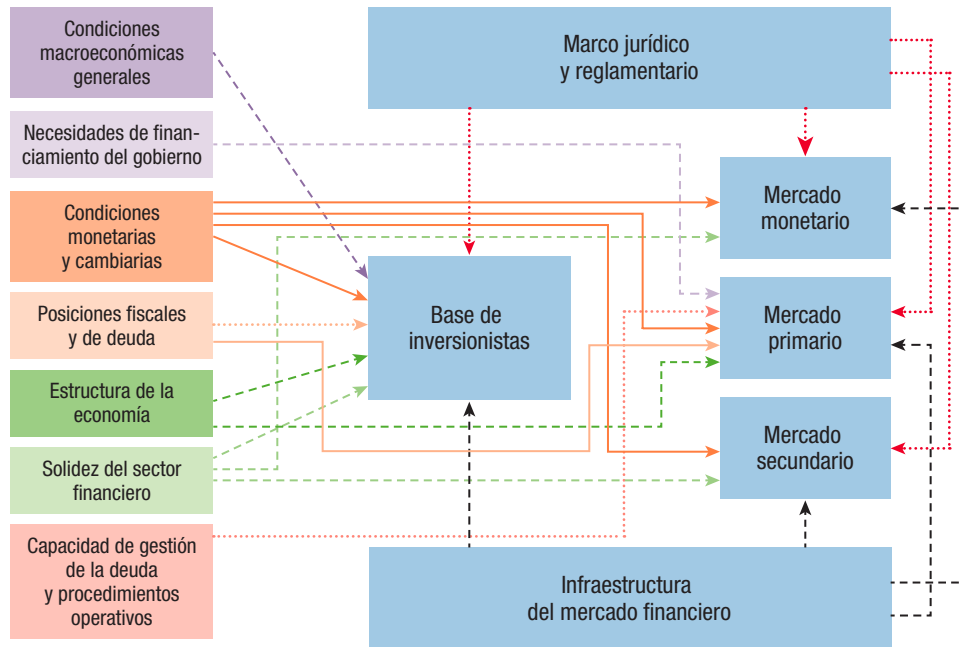 Condiciones
macroeconómicas
generales
Necesidades de finan-
ciamiento del gobierno
Condiciones
monetarias
y cambiarias
Posiciones fiscales
y de deuda
Estructura de la
economía
Solidez del sector
financiero
Capacidad de gestión
de la deuda
y procedimientos
operativos
Marco jurídico
y reglamentario
Base de
inversionistas
Mercado
monetario
Mercado
primario
Mercado
secundario
Infraestructura
del mercado financiero